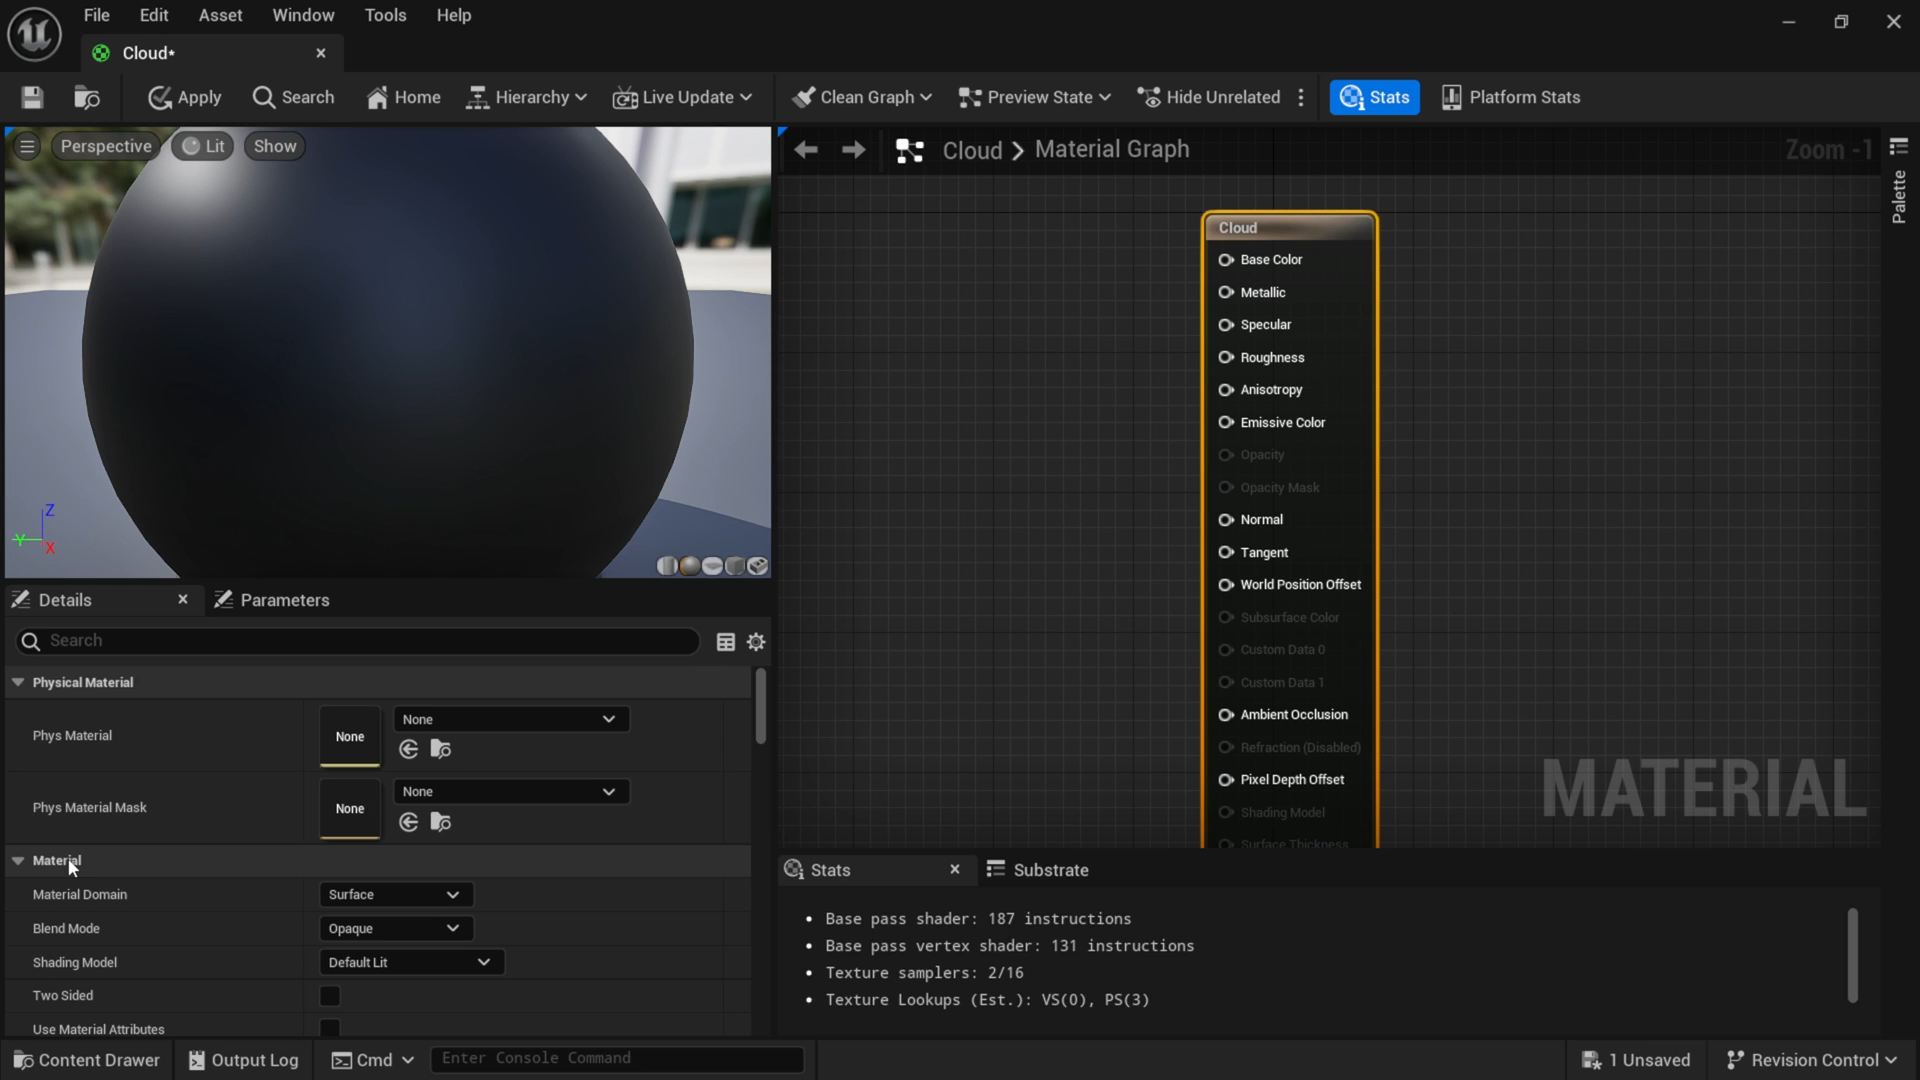 File Edit Asset Window Tools Help
Cloud*
Apply Search Home Hierarchy Live Update Clean Graph Preview State Hide Unrelated Stats Platform Stats
Perspective Lit Show
Cloud > Material Graph
Zoom -1
Palette
Cloud
Base Color
Metallic
Specular
Roughness
Anisotropy
Emissive Color
Opacity
Opacity Mask
Normal
Tangent
World Position Offset
Subsurface Color
Custom Data 0
Custom Data 1
Ambient Occlusion
Refraction (Disabled)
Pixel Depth Offset
Shading Model
Surface Thickness
MATERIAL
Z
Y
X
Details Parameters
Search
Physical Material
Phys Material None None
Phys Material Mask None None
Material
Material Domain Surface
Blend Mode Opaque
Shading Model Default Lit
Two Sided
Use Material Attributes
Stats Substrate
• Base pass shader: 187 instructions
• Base pass vertex shader: 131 instructions
• Texture samplers: 2/16
• Texture Lookups (Est.): VS(0), PS(3)
Content Drawer Output Log Cmd Enter Console Command 1 Unsaved Revision Control